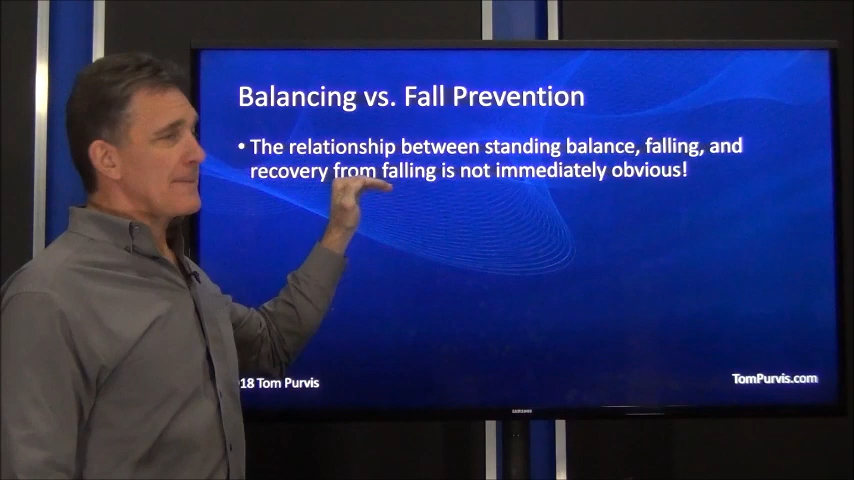 Balancing vs. Fall Prevention
• The relationship between standing balance, falling, and
recovery from falling is not immediately obvious!
18 Tom Purvis
TomPurvis.com
SAMSUNG